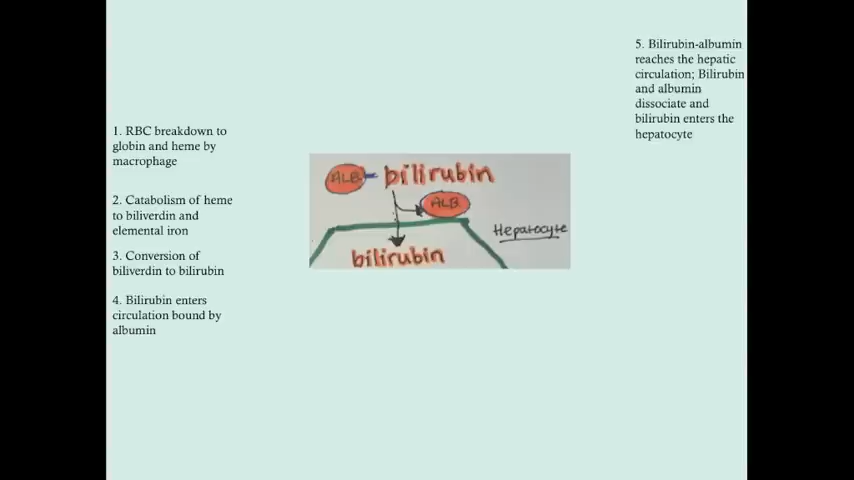 1. RBC breakdown to
globin and heme by
macrophage
2. Catabolism of heme
to biliverdin and
elemental iron
3. Conversion of
biliverdin to bilirubin
4. Bilirubin enters
circulation bound by
albumin
ALB bilirubin
ALB
Hepatocyte
bilirubin
5. Bilirubin-albumin
reaches the hepatic
circulation; Bilirubin
and albumin
dissociate and
bilirubin enters the
hepatocyte